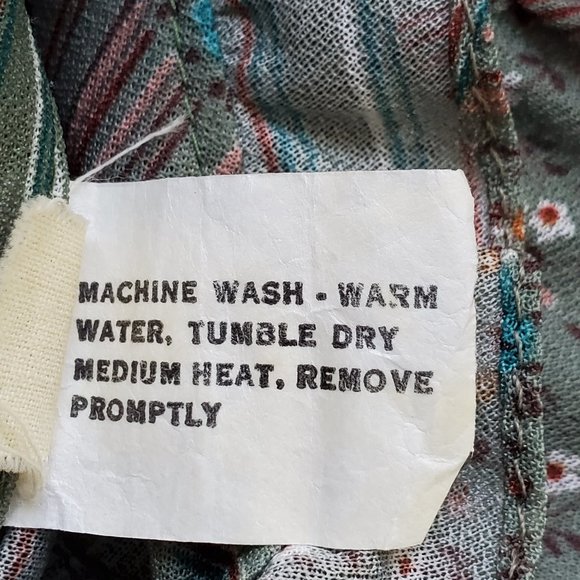 MACHINE WASH - WARM
WATER, TUMBLE DRY
MEDIUM HEAT, REMOVE
PROMPTLY